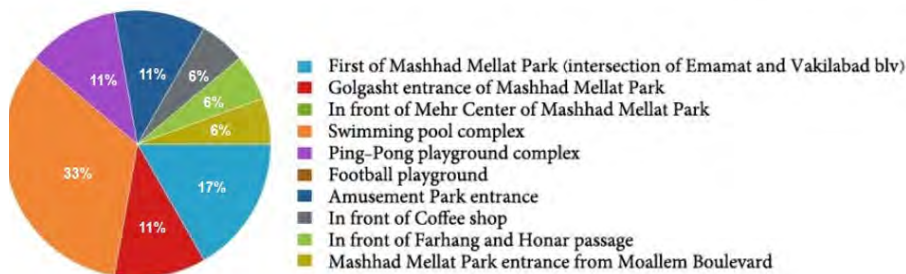 11%
11%
6%
6%
6%
33%
17%
11%
First of Mashhad Mellat Park (intersection of Emamat and Vakilabad blv)
Golgasht entrance of Mashhad Mellat Park
In front of Mehr Center of Mashhad Mellat Park
Swimming pool complex
Ping-Pong playground complex
Football playground
Amusement Park entrance
In front of Coffee shop
In front of Farhang and Honar passage
Mashhad Mellat Park entrance from Moallem Boulevard